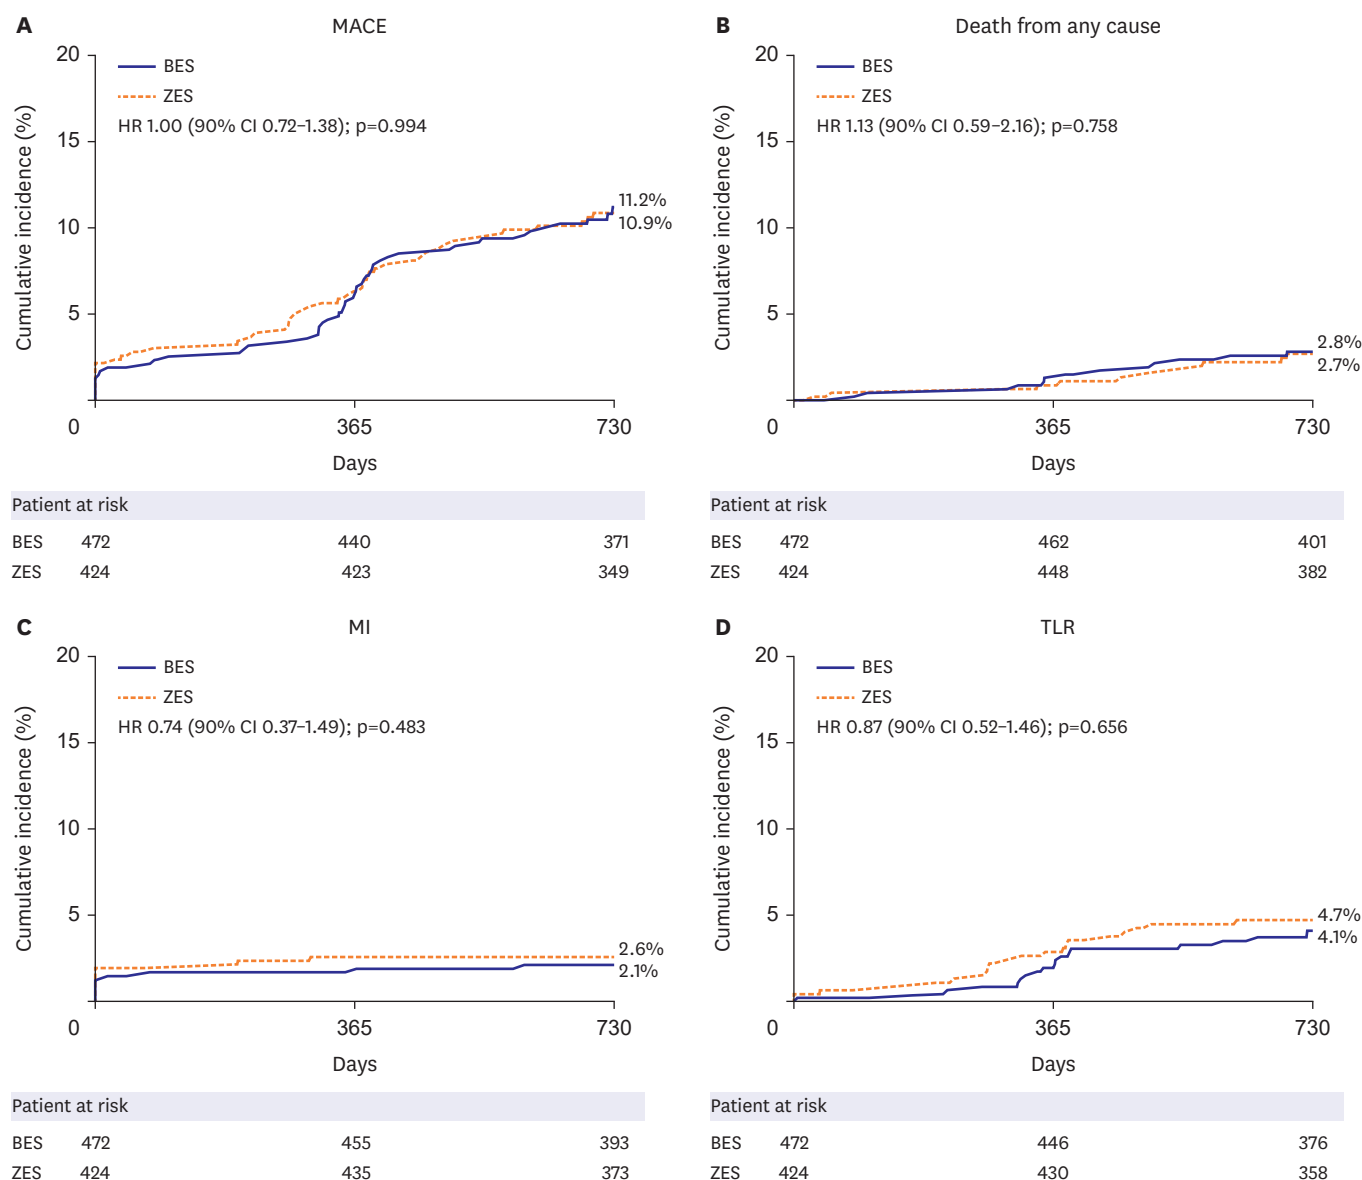 A MACE
20
15
10
5
Cumulative incidence (%)
BES
ZES
HR 1.00 (90% CI 0.72–1.38); p=0.994
11.2%
10.9%
0 365 730
Days
Patient at risk
BES 472 440 371
ZES 424 423 349
B Death from any cause
20
15
10
5
Cumulative incidence (%)
BES
ZES
HR 1.13 (90% CI 0.59–2.16); p=0.758
2.8%
2.7%
0 365 730
Days
Patient at risk
BES 472 462 401
ZES 424 448 382
C MI
20
15
10
5
Cumulative incidence (%)
BES
ZES
HR 0.74 (90% CI 0.37–1.49); p=0.483
2.6%
2.1%
0 365 730
Days
Patient at risk
BES 472 455 393
ZES 424 435 373
D TLR
20
15
10
5
Cumulative incidence (%)
BES
ZES
HR 0.87 (90% CI 0.52–1.46); p=0.656
4.7%
4.1%
0 365 730
Days
Patient at risk
BES 472 446 376
ZES 424 430 358